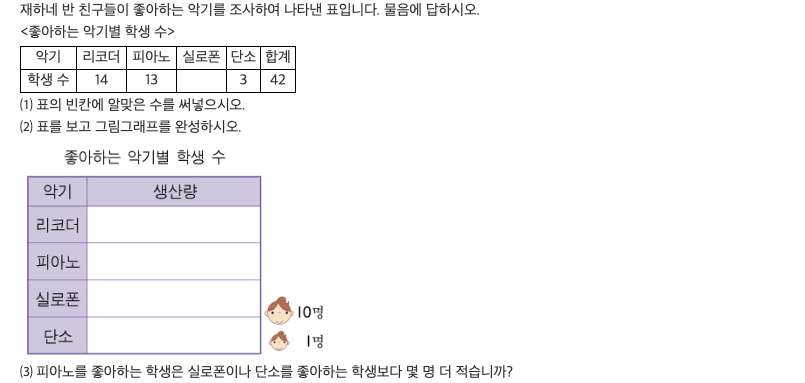 재하네 반 친구들이 좋아하는 악기를 조사하여 나타낸 표입니다. 물음에 답하시오.
<좋아하는 악기별 학생 수>
악기 리코더 피아노 실로폰 단소 합계
학생 수 14 13 3 42
(1) 표의 빈칸에 알맞은 수를 써넣으시오.
(2) 표를 보고 그림그래프를 완성하시오.
좋아하는 악기별 학생 수
악기 생산량
리코더
피아노
실로폰
10명
단소
1명
(3) 피아노를 좋아하는 학생은 실로폰이나 단소를 좋아하는 학생보다 몇 명 더 적습니까?